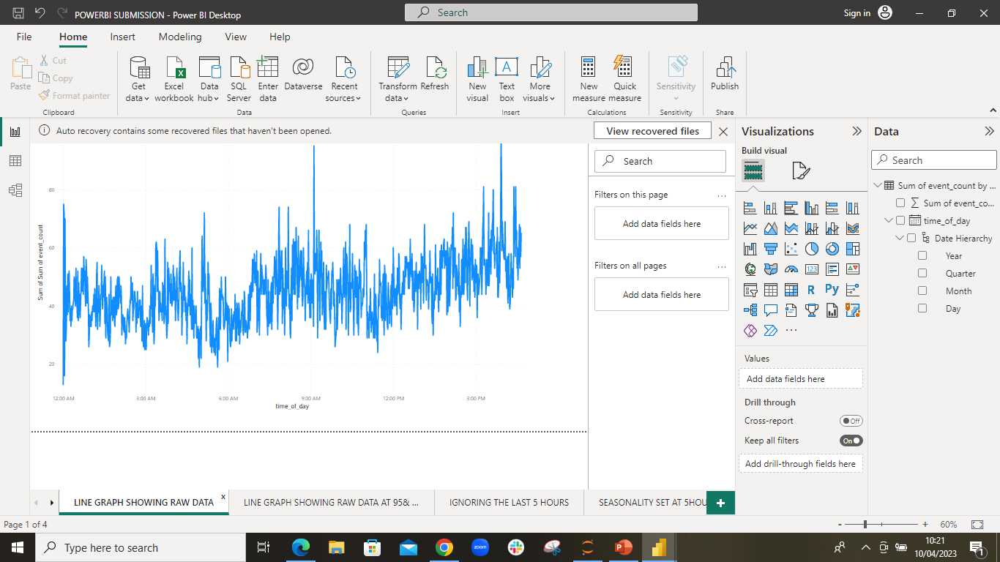 POWERBI SUBMISSION - Power BI Desktop
Search
Sign in
File
Home
Insert
Modeling
View
Help
Paste
Cut
Copy
Format painter
Clipboard
Get
data
Excel
workbook
Data
hub
SQL
Server
Enter
data
Dataverse
Recent
sources
Data
Transform
data
Refresh
Queries
New
visual
Text
box
More
visuals
Insert
New
measure
Quick
measure
Calculations
Sensitivity
Sensitivity
Publish
Share
Auto recovery contains some recovered files that haven't been opened.
View recovered files
80
60
40
20
Sum of Sum of event_count
12:00 AM
3:00 AM
6:00 AM
9:00 AM
12:00 PM
3:00 PM
time_of_day
Search
Filters on this page
...
Add data fields here
Filters on all pages
...
Add data fields here
Visualizations
Build visual
123
R
Py
...
Values
Add data fields here
Drill through
Cross-report
Off
Keep all filters
On
Add drill-through fields here
Data
Search
Sum of event_count by ...
Sum of event_co...
time_of_day
Date Hierarchy
Year
Quarter
Month
Day
LINE GRAPH SHOWING RAW DATA
x
LINE GRAPH SHOWING RAW DATA AT 95& ...
IGNORING THE LAST 5 HOURS
SEASONALITY SET AT 5HOU
+
Page 1 of 4
- + 60%
Type here to search
zoom
10:21
10/04/2023
1